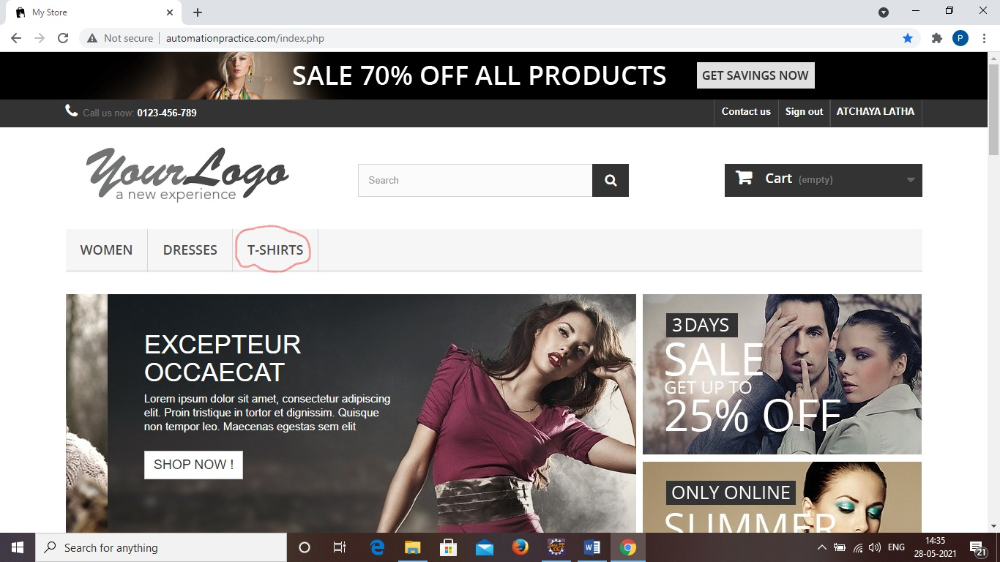 My Store
Not secure automationpractice.com/index.php
P
SALE 70% OFF ALL PRODUCTS GET SAVINGS NOW
Call us now: 0123-456-789
Contact us Sign out ATCHAYA LATHA
YourLogo
a new experience
Search
Cart (empty)
WOMEN DRESSES T-SHIRTS
EXCEPTEUR
OCCAECAT
Lorem ipsum dolor sit amet, consectetur adipiscing
elit. Proin tristique in tortor et dignissim. Quisque
non tempor leo. Maecenas egestas sem elit
SHOP NOW !
3 DAYS
SALE
GET UP TO
25% OFF
ONLY ONLINE
SUMMER
Search for anything
ENG
14:35
28-05-2021
21